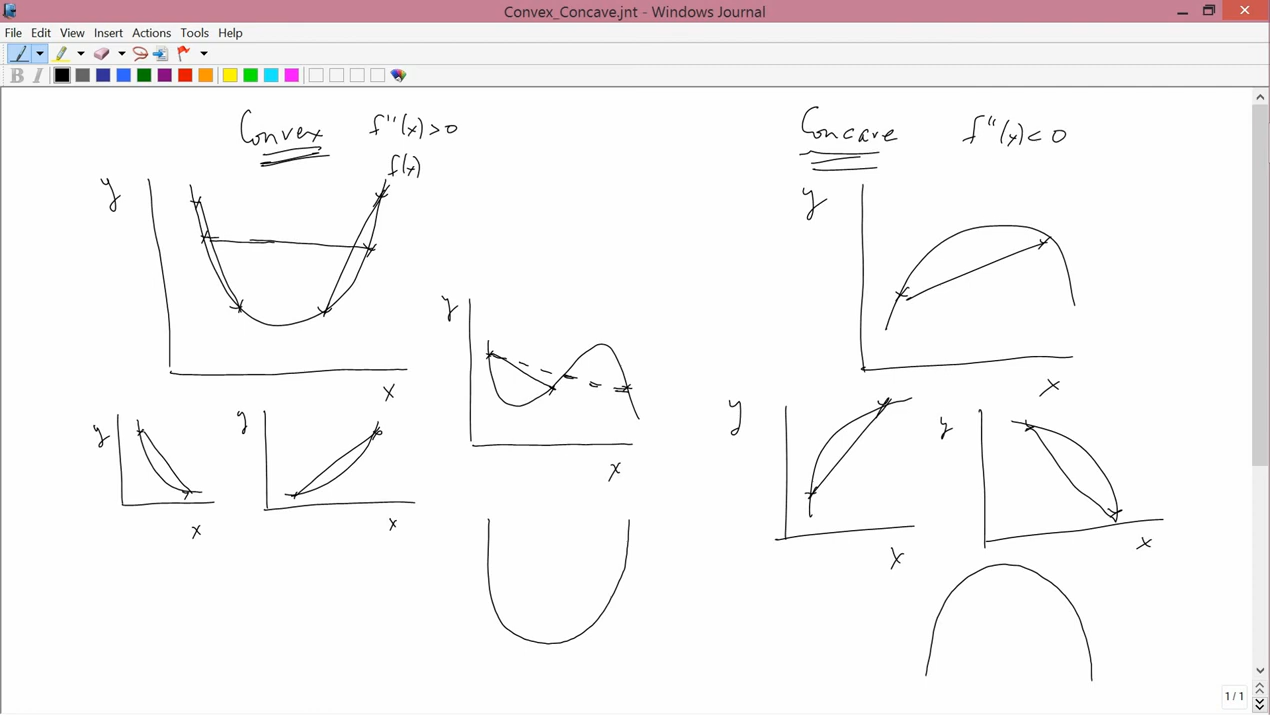 Convex_Concave.jnt - Windows Journal
File Edit View Insert Actions Tools Help
B I
Convex f''(x)>0
f(x)
y
x
y
x
y
x
y
x
Concave f''(x)<0
y
x
y
x
y
x
1 / 1